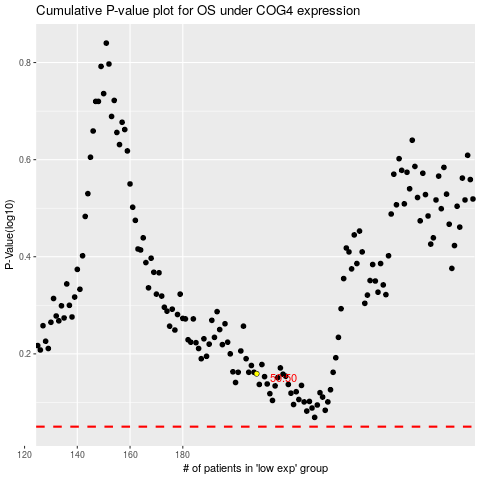 Cumulative P-value plot for OS under COG4 expression
P-Value(log10)
0.8
0.6
0.4
0.2
120
140
160
180
# of patients in 'low exp' group